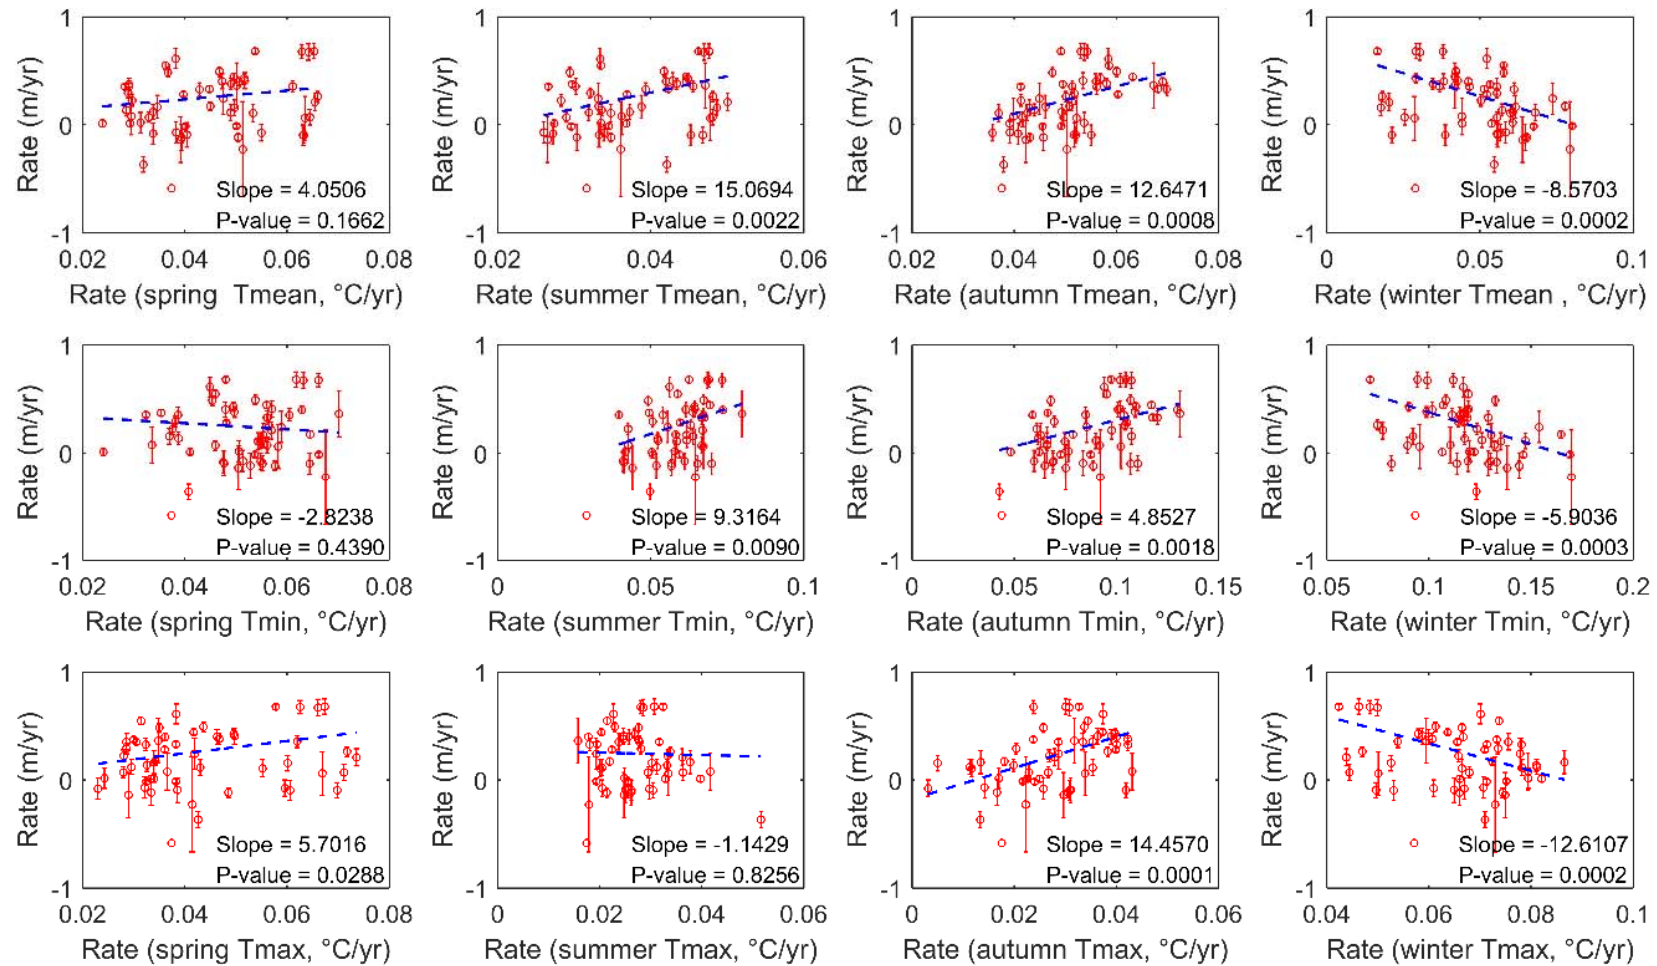 1 1 1 1
Rate (m/yr) Rate (m/yr) Rate (m/yr) Rate (m/yr)
0 0 0 0
Slope = 4.0506 Slope = 15.0694 Slope = 12.6471 Slope = -8.5703
P-value = 0.1662 P-value = 0.0022 P-value = 0.0008 P-value = 0.0002
-1 -1 -1 -1
0.02 0.04 0.06 0.08 0.02 0.04 0.06 0.02 0.04 0.06 0.08 0 0.05 0.1
Rate (spring Tmean, °C/yr) Rate (summer Tmean, °C/yr) Rate (autumn Tmean, °C/yr) Rate (winter Tmean , °C/yr)
1 1 1 1
Rate (m/yr) Rate (m/yr) Rate (m/yr) Rate (m/yr)
0 0 0 0
Slope = -2.8238 Slope = 9.3164 Slope = 4.8527 Slope = -5.9036
P-value = 0.4390 P-value = 0.0090 P-value = 0.0018 P-value = 0.0003
-1 -1 -1 -1
0.02 0.04 0.06 0.08 0 0.05 0.1 0 0.05 0.1 0.15 0.05 0.1 0.15 0.2
Rate (spring Tmin, °C/yr) Rate (summer Tmin, °C/yr) Rate (autumn Tmin, °C/yr) Rate (winter Tmin, °C/yr)
1 1 1 1
Rate (m/yr) Rate (m/yr) Rate (m/yr) Rate (m/yr)
0 0 0 0
Slope = 5.7016 Slope = -1.1429 Slope = 14.4570 Slope = -12.6107
P-value = 0.0288 P-value = 0.8256 P-value = 0.0001 P-value = 0.0002
-1 -1 -1 -1
0.02 0.04 0.06 0.08 0 0.02 0.04 0.06 0 0.02 0.04 0.06 0.04 0.06 0.08 0.1
Rate (spring Tmax, °C/yr) Rate (summer Tmax, °C/yr) Rate (autumn Tmax, °C/yr) Rate (winter Tmax, °C/yr)